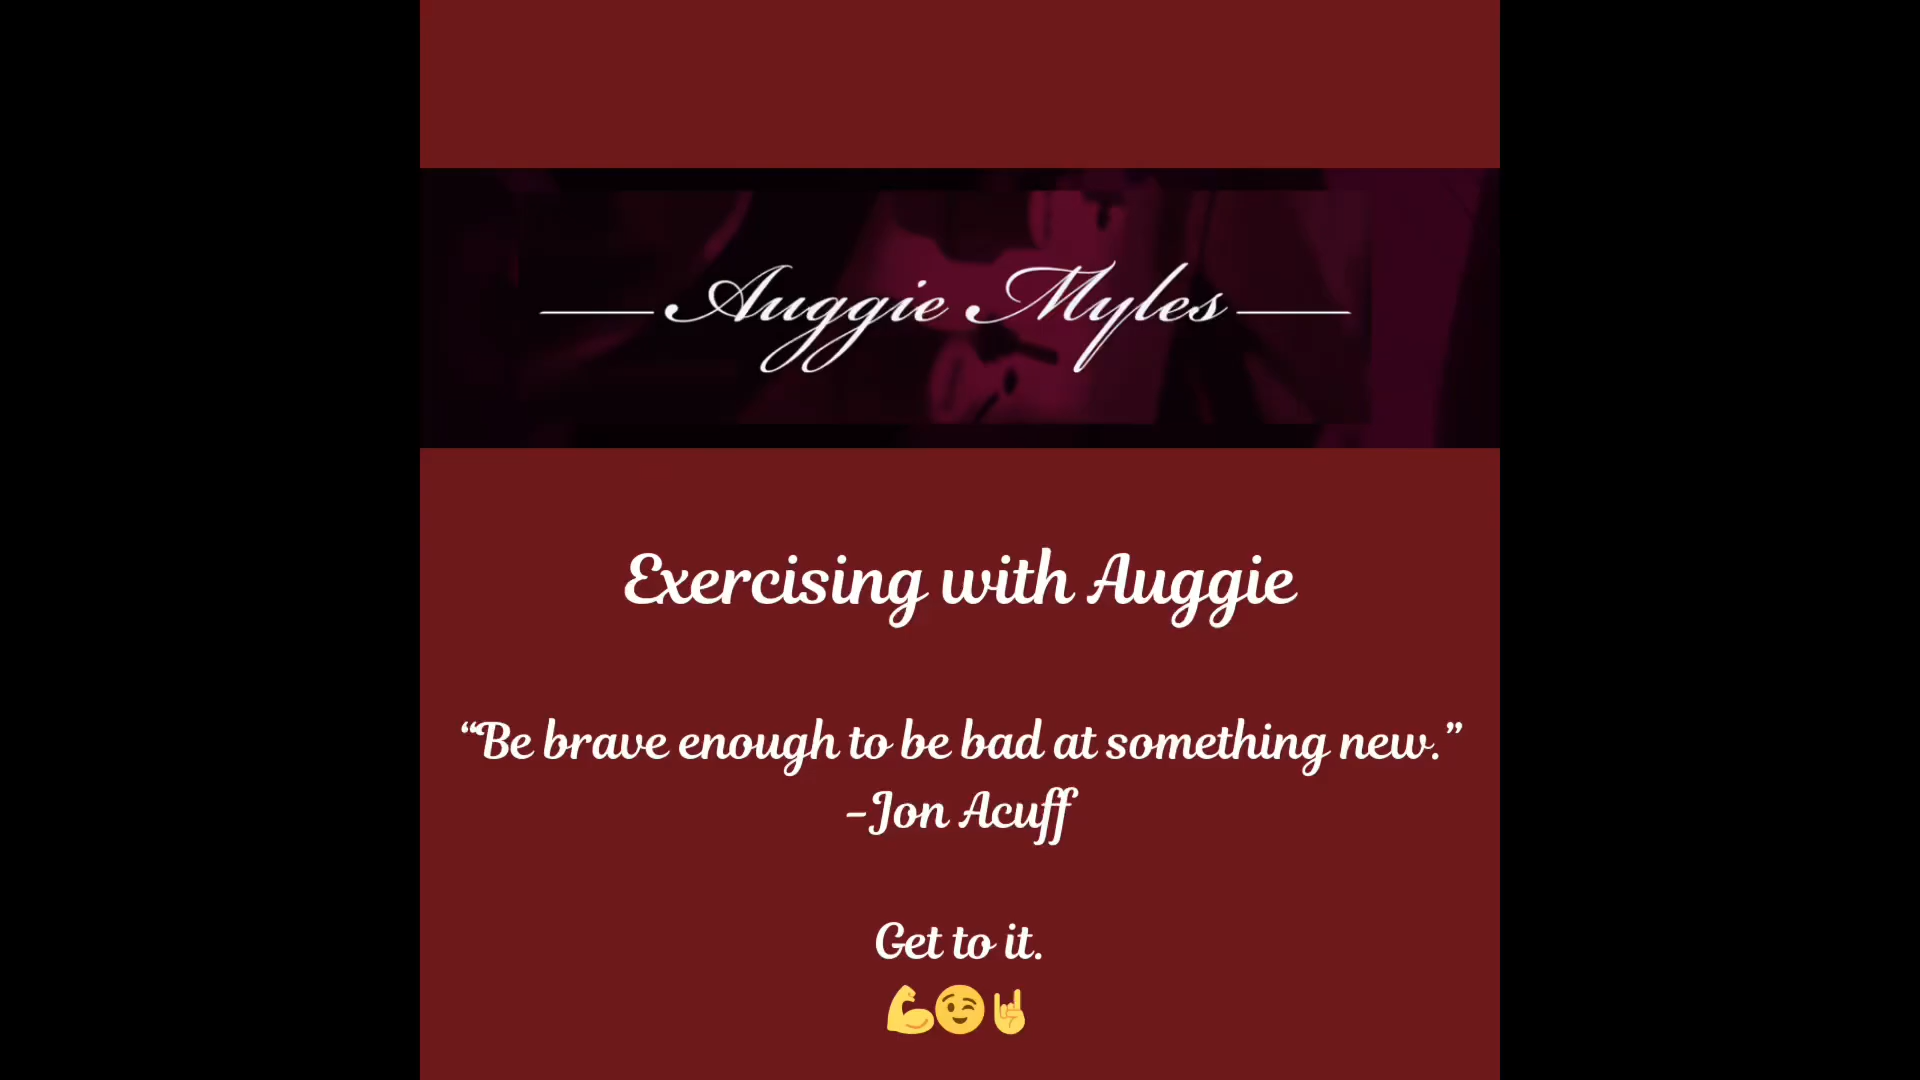 Auggie Myles
Exercising with Auggie
“Be brave enough to be bad at something new.”
-Jon Acuff
Get to it.
💪😉🤘